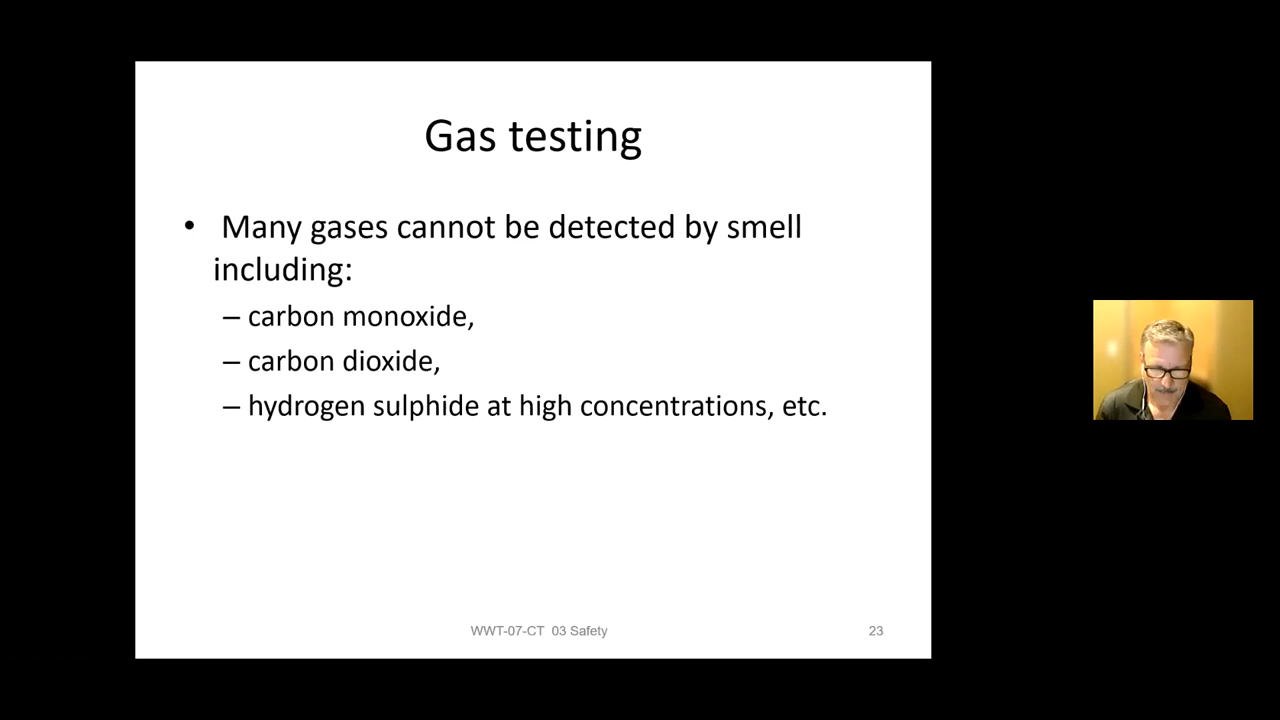 Gas testing
• Many gases cannot be detected by smell
including:
– carbon monoxide,
– carbon dioxide,
– hydrogen sulphide at high concentrations, etc.
WWT-07-CT 03 Safety
23